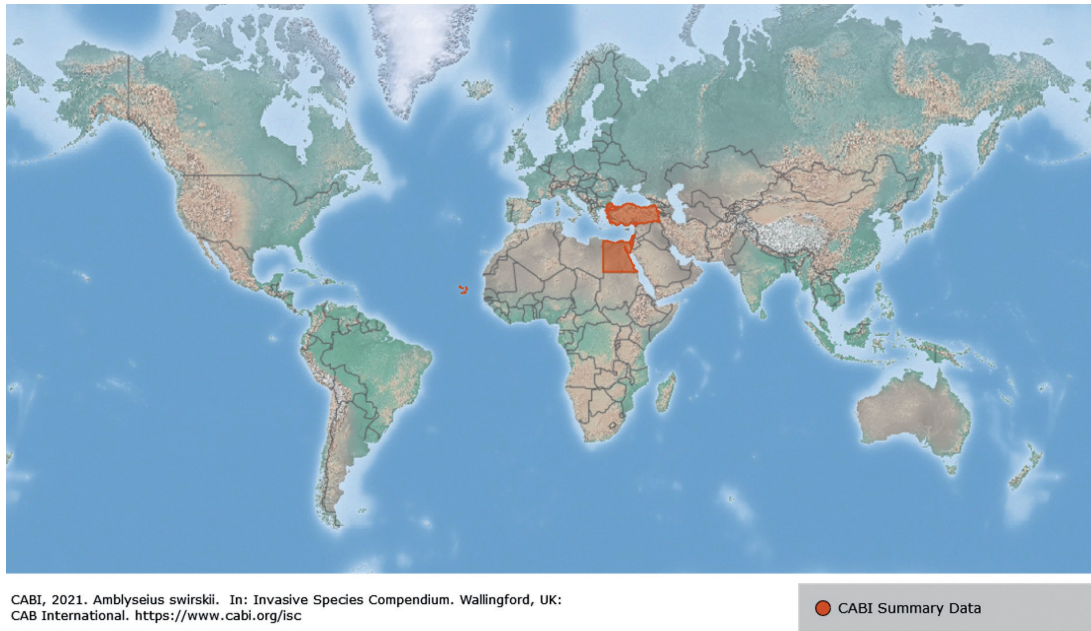 CABI, 2021. Amblyseius swirskii. In: Invasive Species Compendium. Wallingford, UK:
CAB International. https://www.cabi.org/isc
CABI Summary Data